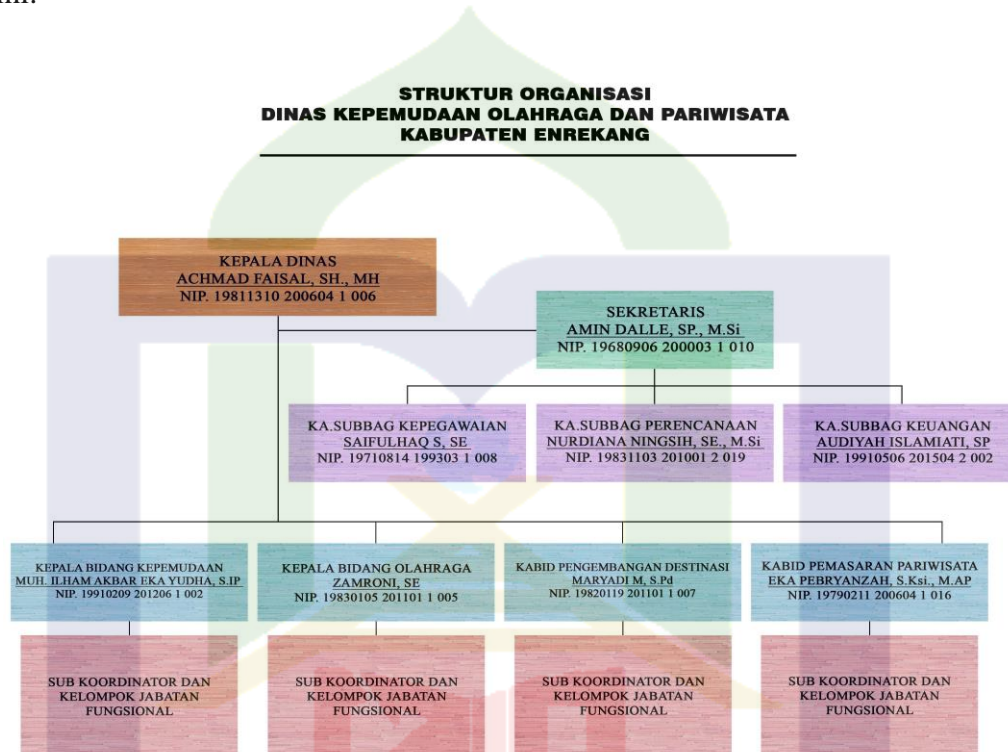 STRUKTUR ORGANISASI
DINAS KEPEMUDAAN OLAHRAGA DAN PARIWISATA
KABUPATEN ENREKANG
KEPALA DINAS
ACHMAD FAISAL, SH., MH
NIP. 19811310 200604 1 006
SEKRETARIS
AMIN DALLE, SP., M.Si
NIP. 19680906 200003 1 010
KA.SUBBAG KEPEGAWAIAN
SAIFULHAQ S, SE
NIP. 19710814 199303 1 008
KA.SUBBAG PERENCANAAN
NURDIANA NINGSIH, SE., M.Si
NIP. 19831103 201001 2 019
KA.SUBBAG KEUANGAN
AUDIYAH ISLAMIATI, SP
NIP. 19910506 201504 2 002
KEPALA BIDANG KEPEMUDAAN
MUH. ILHAM AKBAR EKA YUDHA, S.IP
NIP. 19910209 201206 1 002
KEPALA BIDANG OLAHRAGA
ZAMRONI, SE
NIP. 19830105 201101 1 005
KABID PENGEMBANGAN DESTINASI
MARYADI M, S.Pd
NIP. 19820119 201101 1 007
KABID PEMASARAN PARIWISATA
EKA PEBRYANZAH, S.Ksi., M.AP
NIP. 19790211 200604 1 016
SUB KOORDINATOR DAN
KELOMPOK JABATAN
FUNGSIONAL
SUB KOORDINATOR DAN
KELOMPOK JABATAN
FUNGSIONAL
SUB KOORDINATOR DAN
KELOMPOK JABATAN
FUNGSIONAL
SUB KOORDINATOR DAN
KELOMPOK JABATAN
FUNGSIONAL